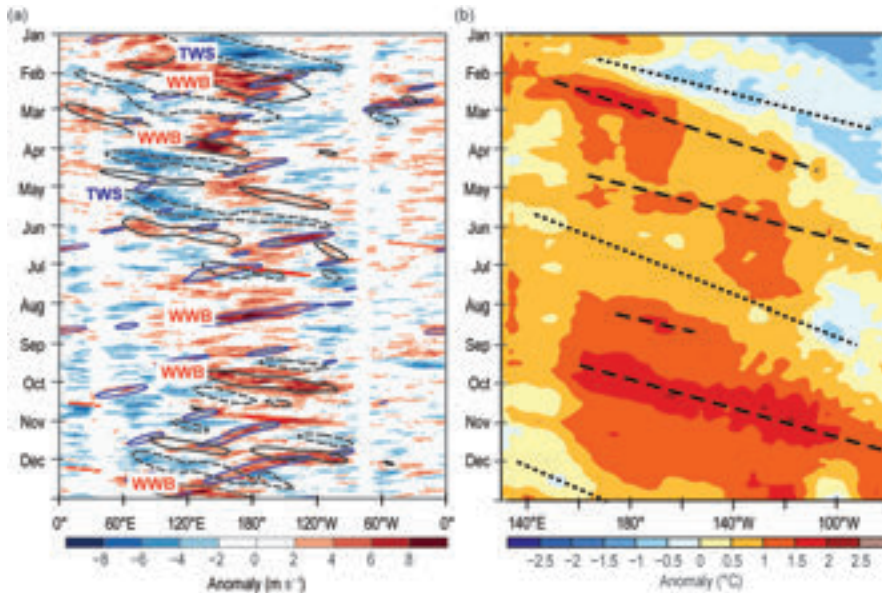 (a)
Jan
Feb
Mar
Apr
May
Jun
Jul
Aug
Sep
Oct
Nov
Dec
TWS
WWB
WWB
TWS
WWB
WWB
WWB
0° 60°E 120°E 180° 120°W 60°W 0°
−8 −6 −4 −2 0 2 4 6 8
Anomaly (m s⁻¹)
(b)
Jan
Feb
Mar
Apr
May
Jun
Jul
Aug
Sep
Oct
Nov
Dec
140°E 180° 140°W 100°W
−2.5 −2 −1.5 −1 −0.5 0 0.5 1 1.5 2 2.5
Anomaly (°C)